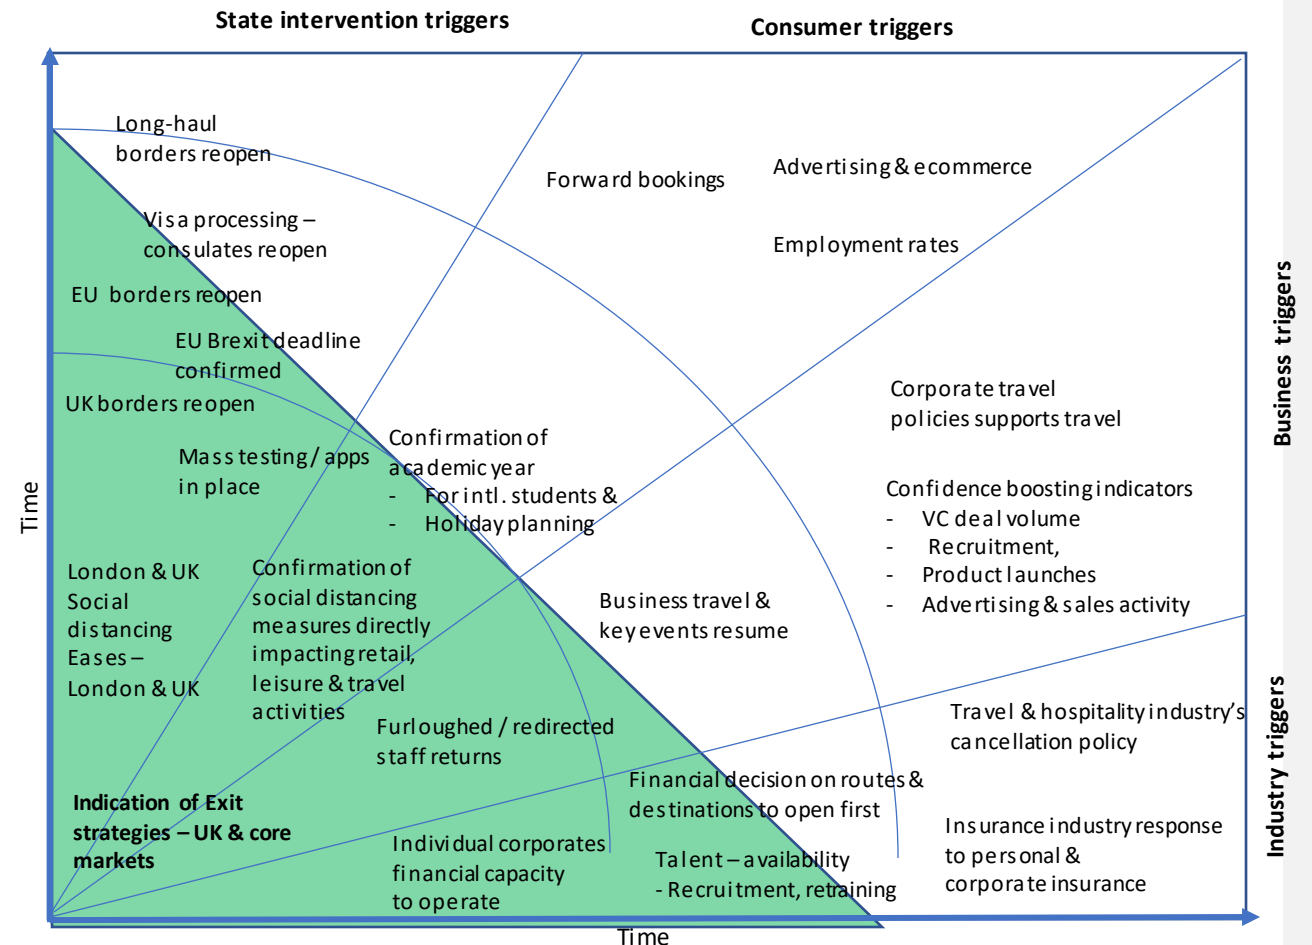 State intervention triggers
Consumer triggers
Long-haul
borders reopen
Forward bookings
Advertising & ecommerce
Visa processing –
consulates reopen
Employment rates
EU borders reopen
EU Brexit deadline
confirmed
UK borders reopen
Corporate travel
policies supports travel
Business triggers
Mass testing / apps
in place
Confirmation of
academic year
- For intl. students &
- Holiday planning
Confidence boosting indicators
- VC deal volume
- Recruitment,
- Product launches
- Advertising & sales activity
Time
London & UK
Social
distancing
Eases –
London & UK
Confirmation of
social distancing
measures directly
impacting retail,
leisure & travel
activities
Business travel &
key events resume
Furloughed / redirected
staff returns
Travel & hospitality industry's
cancellation policy
Industry triggers
Indication of Exit
strategies – UK & core
markets
Financial decision on routes &
destinations to open first
Individual corporates
financial capacity
to operate
Talent – availability
- Recruitment, retraining
Insurance industry response
to personal &
corporate insurance
Time